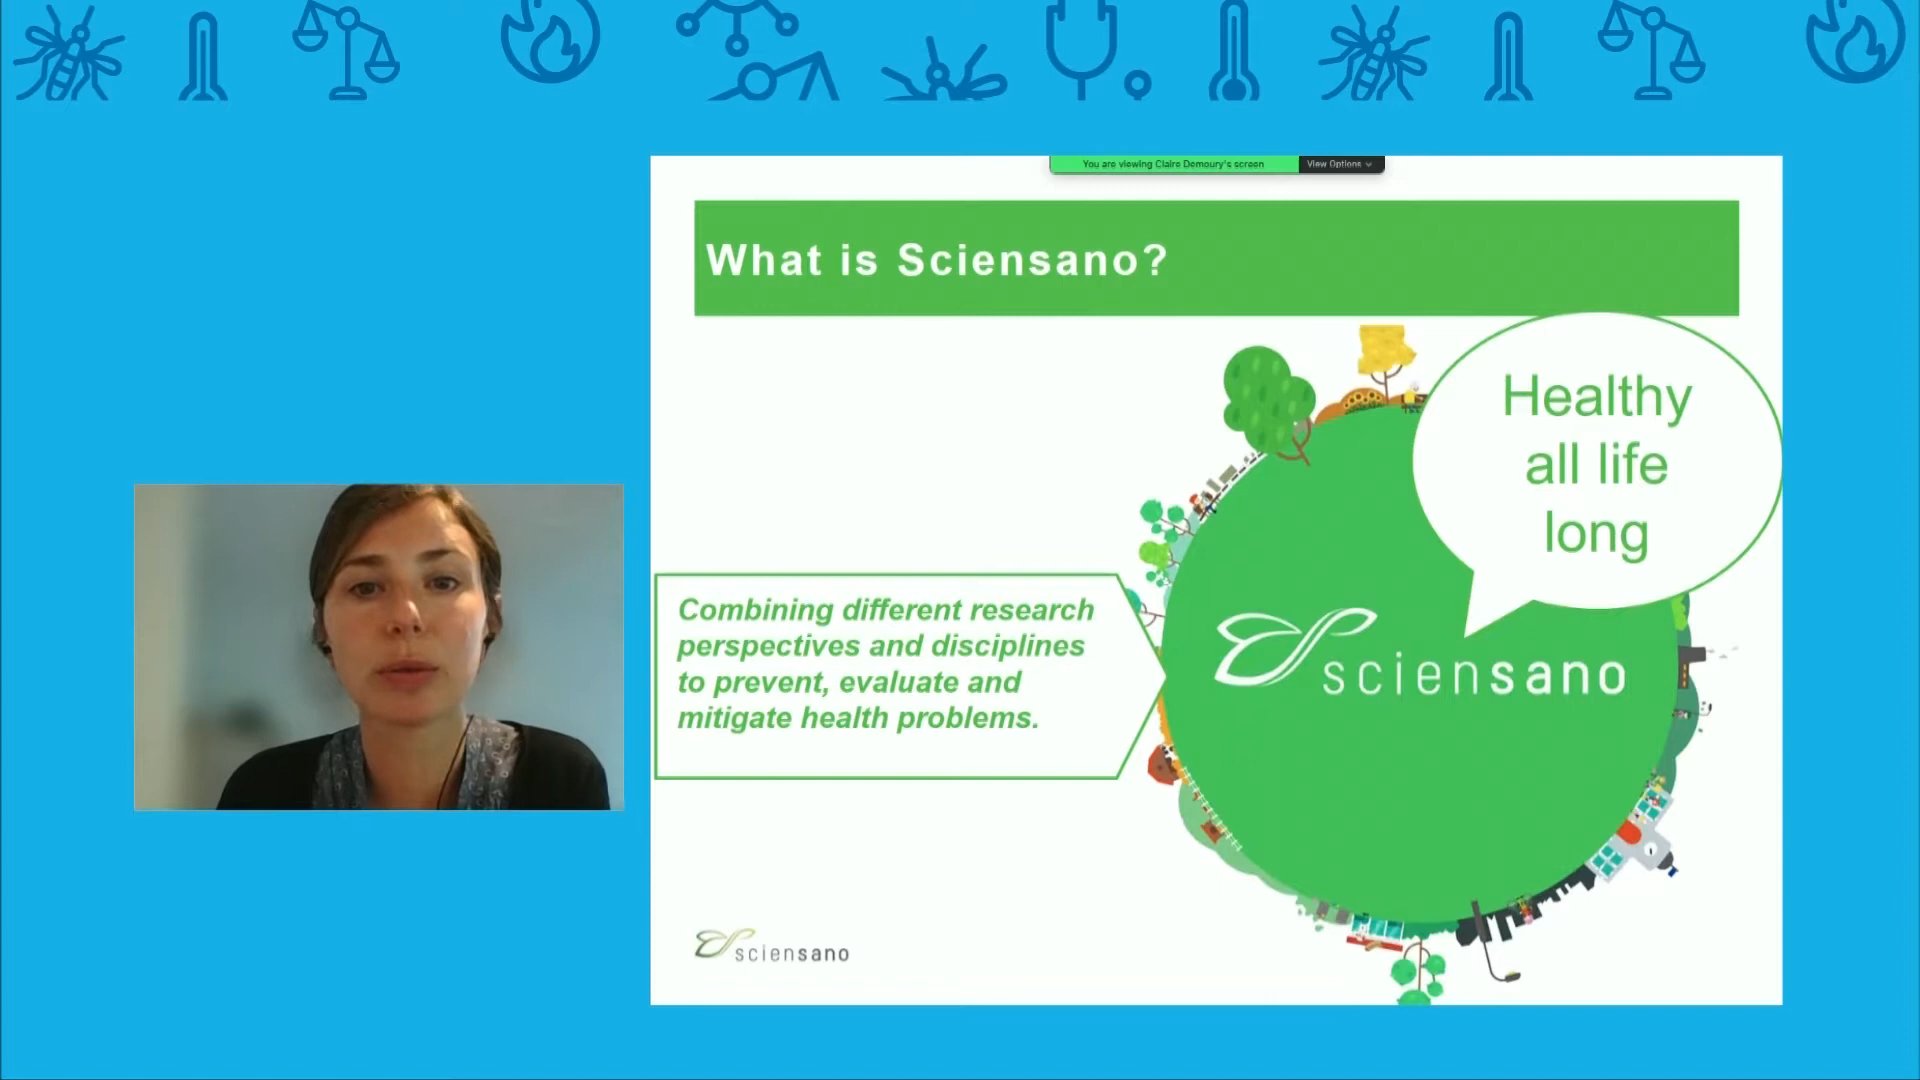 You are viewing Claire Demoury's screen View Options
What is Sciensano?
Healthy
all life
long
Combining different research
perspectives and disciplines
to prevent, evaluate and
mitigate health problems.
sciensano
sciensano